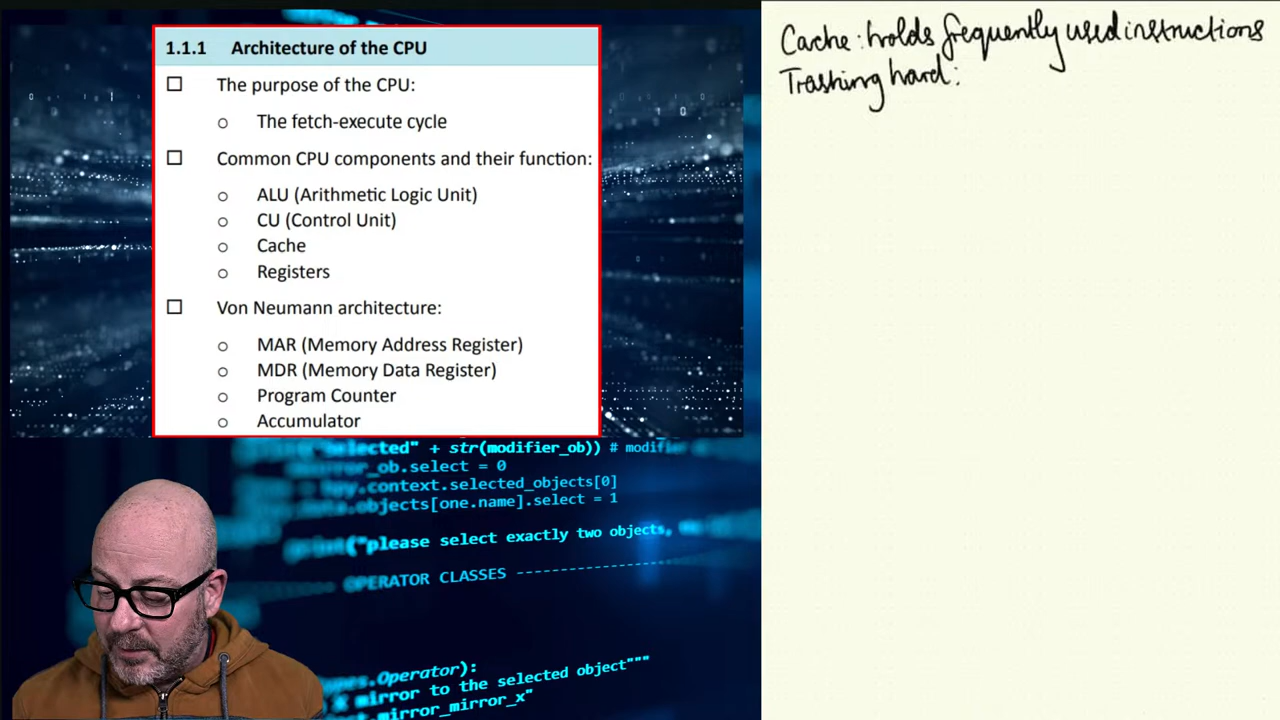 1.1.1 Architecture of the CPU
The purpose of the CPU:
The fetch-execute cycle
Common CPU components and their function:
ALU (Arithmetic Logic Unit)
CU (Control Unit)
Cache
Registers
Von Neumann architecture:
MAR (Memory Address Register)
MDR (Memory Data Register)
Program Counter
Accumulator
"selected" + str(modifier_ob)) # modif
_ob.select = 0
.context.selected_objects[0]
.objects[one.name].select = 1
print("please select exactly two objects,
OPERATOR CLASSES ----------------------
types.Operator):
X mirror to the selected object"""
.mirror_mirror_x"
Cache: holds frequently used instructions
Trashing hard: